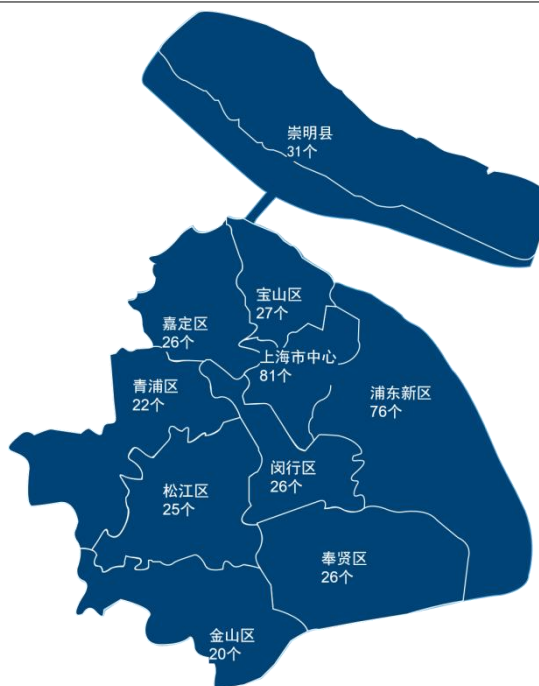 崇明县
31个
宝山区
27个
嘉定区
26个
上海市中心
81个
青浦区
22个
浦东新区
76个
闵行区
26个
松江区
25个
奉贤区
26个
金山区
20个